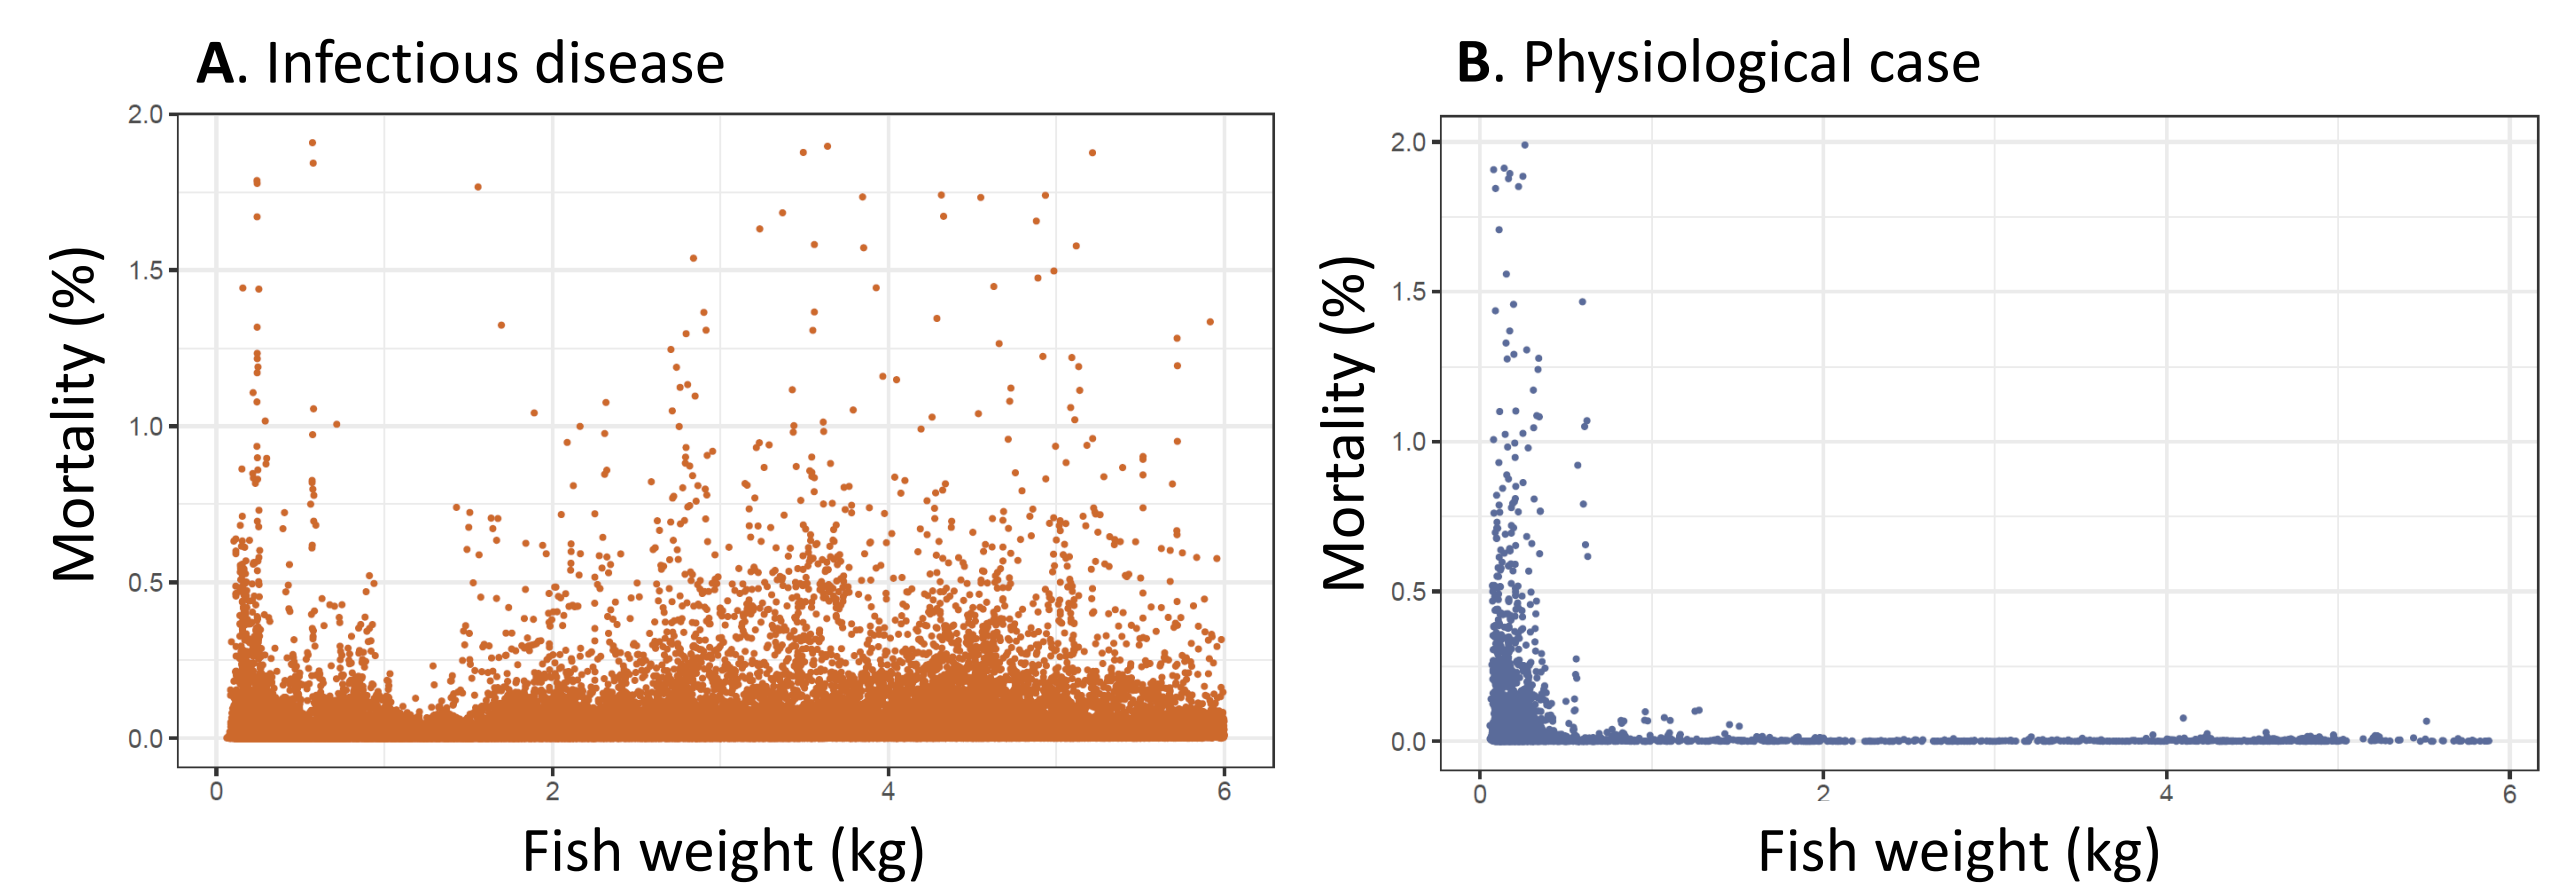 A. Infectious disease
Mortality (%)
2.0
1.5
1.0
0.5
0.0
0 2 4 6
Fish weight (kg)
B. Physiological case
Mortality (%)
2.0
1.5
1.0
0.5
0.0
0 2 4 6
Fish weight (kg)